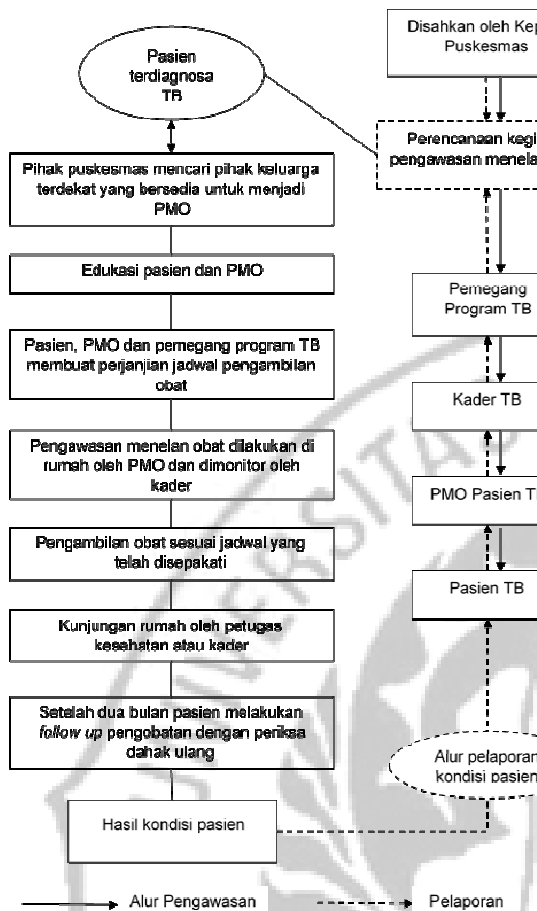 Pasien
terdiagnosa
TB
Pihak puskesmas mencari pihak keluarga
terdekat yang bersedia untuk menjadi
PMO
Edukasi pasien dan PMO
Pasien, PMO dan pemegang program TB
membuat perjanjian jadwal pengambilan
obat
Pengawasan menelan obat dilakukan di
rumah oleh PMO dan dimonitor oleh
kader
Pengambilan obat sesuai jadwal yang
telah disepakati
Kunjungan rumah oleh petugas
kesehatan atau kader
Setelah dua bulan pasien melakukan
follow up pengobatan dengan periksa
dahak ulang
Hasil kondisi pasien
Disahkan oleh Kep
Puskesmas
Perencanaan kegi
pengawasan menela
Pemegang
Program TB
Kader TB
PMO Pasien T
Pasien TB
Alur pelaporan
kondisi pasien
Alur Pengawasan
Pelaporan
UNIVERSITAS